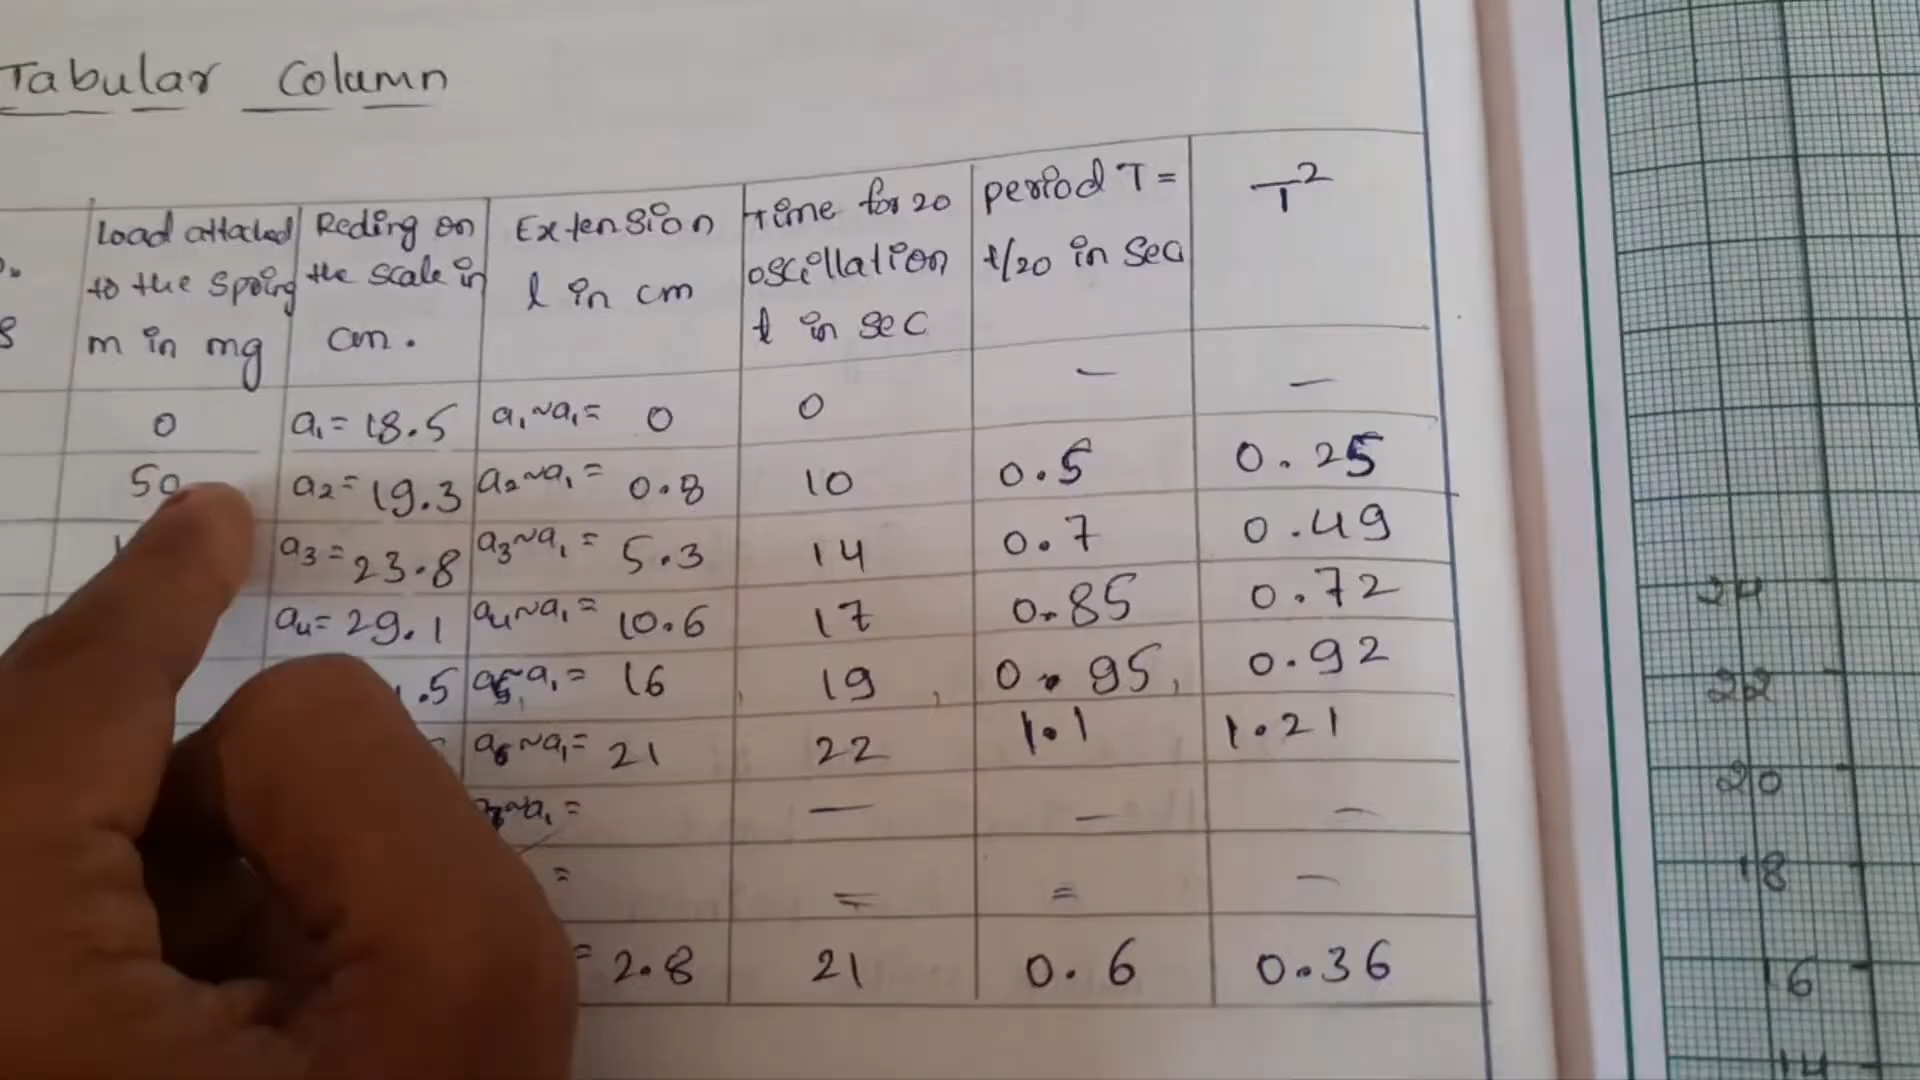 Tabular Column
Load attached
to the spring
m in mg
Reding on
the scale in
cm.
Extension
l in cm
Time for 20
oscillation
t in sec
period T =
t/20 in sec
T²
0 a₁= 18.5 a₁~a₁= 0 0 — —
50 a₂= 19.3 a₂~a₁= 0.8 10 0.5 0.25
a₃= 23.8 a₃~a₁= 5.3 14 0.7 0.49
a₄= 29.1 a₄~a₁= 10.6 17 0.85 0.72
.5 a₅~a₁= 16 19 0.95 0.92
a₆~a₁= 21 22 1.1 1.21
~a₁= — — —
= = = —
= 2.8 21 0.6 0.36
24
22
20
18
16
14